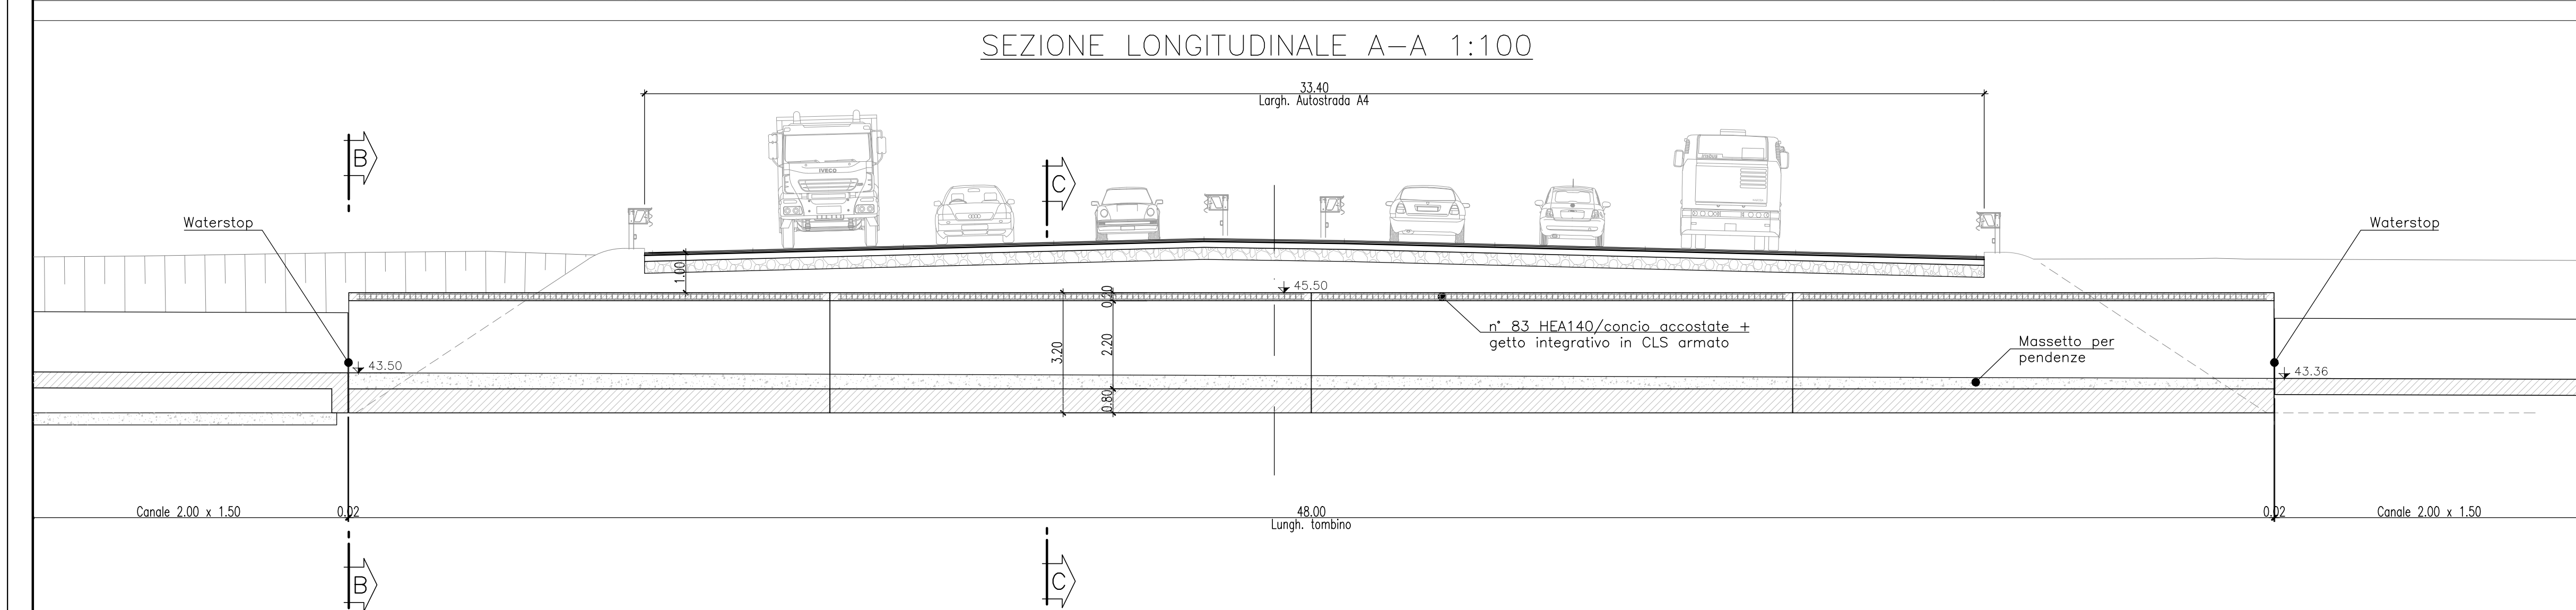 SEZIONE LONGITUDINALE A-A 1:100
33.40
Largh. Autostrada A4
B
C
IVECO
Waterstop
Waterstop
1.00
45.50
0.20
n° 83 HEA140/concio accostate +
getto integrativo in CLS armato
3.20
2.20
Massetto per
pendenze
43.50
43.36
0.80
Canale 2.00 x 1.50
0.02
48.00
Lungh. tombino
0.02
Canale 2.00 x 1.50
B
C